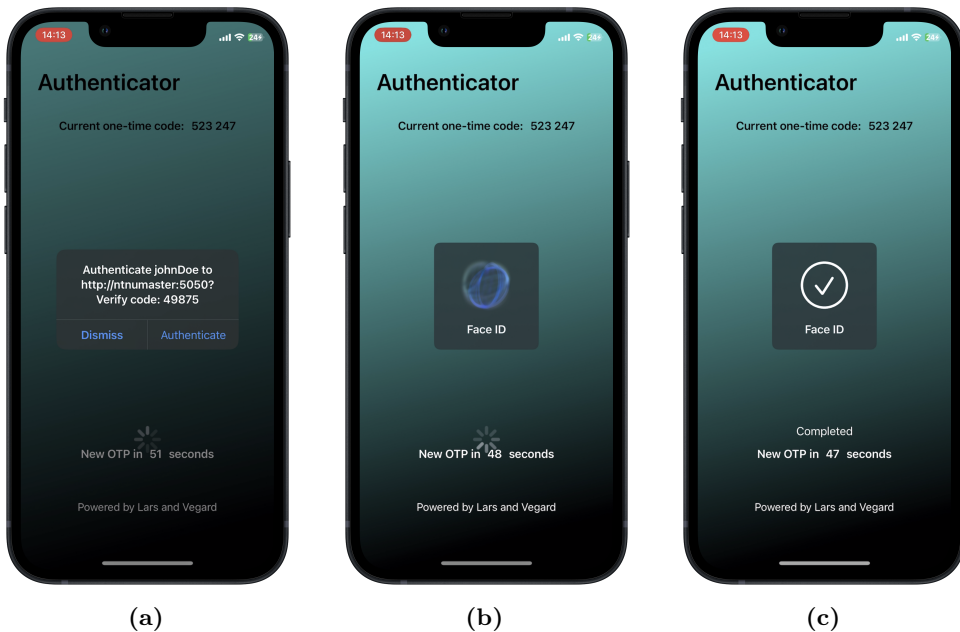 14:13
24+
Authenticator
Current one-time code: 523 247
Authenticate johnDoe to
http://ntnumaster:5050?
Verify code: 49875
Dismiss Authenticate
New OTP in 51 seconds
Powered by Lars and Vegard
(a)
14:13
24+
Authenticator
Current one-time code: 523 247
Face ID
New OTP in 48 seconds
Powered by Lars and Vegard
(b)
14:13
24+
Authenticator
Current one-time code: 523 247
Face ID
Completed
New OTP in 47 seconds
Powered by Lars and Vegard
(c)